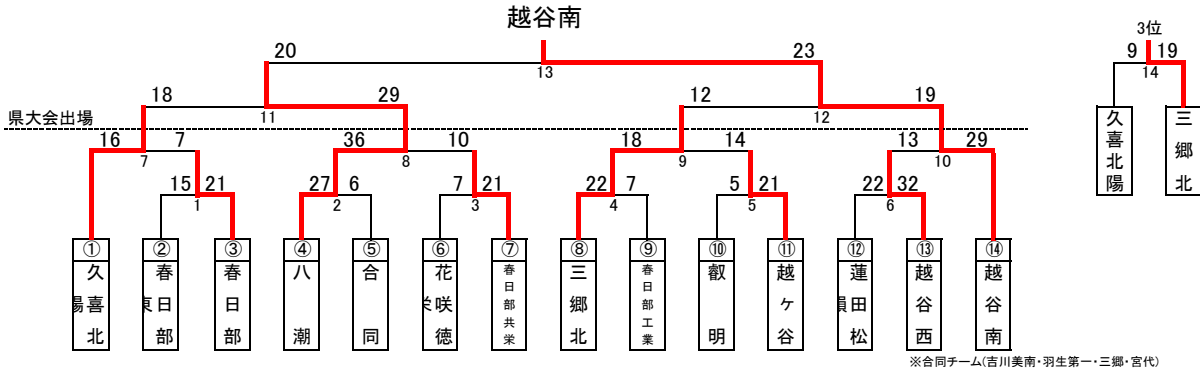 越谷南
3位
20 23 9 19
13 14
18 29 12 19
11 12
県大会出場
16 7 36 10 18 14 13 29
7 8 9 10
15 21 27 6 7 21 22 7 5 21 22 32
1 2 3 4 5 6
久喜北陽
三郷北
① 久喜北陽
② 春日部東
③ 春日部
④ 八潮
⑤ 合同
⑥ 花咲徳栄
⑦ 春日部共栄
⑧ 三郷北
⑨ 春日部工業
⑩ 叡明
⑪ 越ヶ谷
⑫ 蓮田松韻
⑬ 越谷西
⑭ 越谷南
※合同チーム(吉川美南・羽生第一・三郷・宮代)